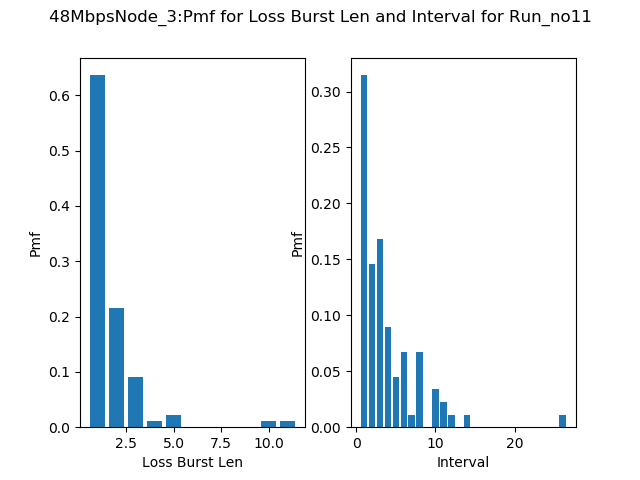 48MbpsNode_3:Pmf for Loss Burst Len and Interval for Run_no11
Pmf
0.6
0.5
0.4
0.3
0.2
0.1
0.0
2.5 5.0 7.5 10.0
Loss Burst Len
Pmf
0.30
0.25
0.20
0.15
0.10
0.05
0.00
0 10 20
Interval